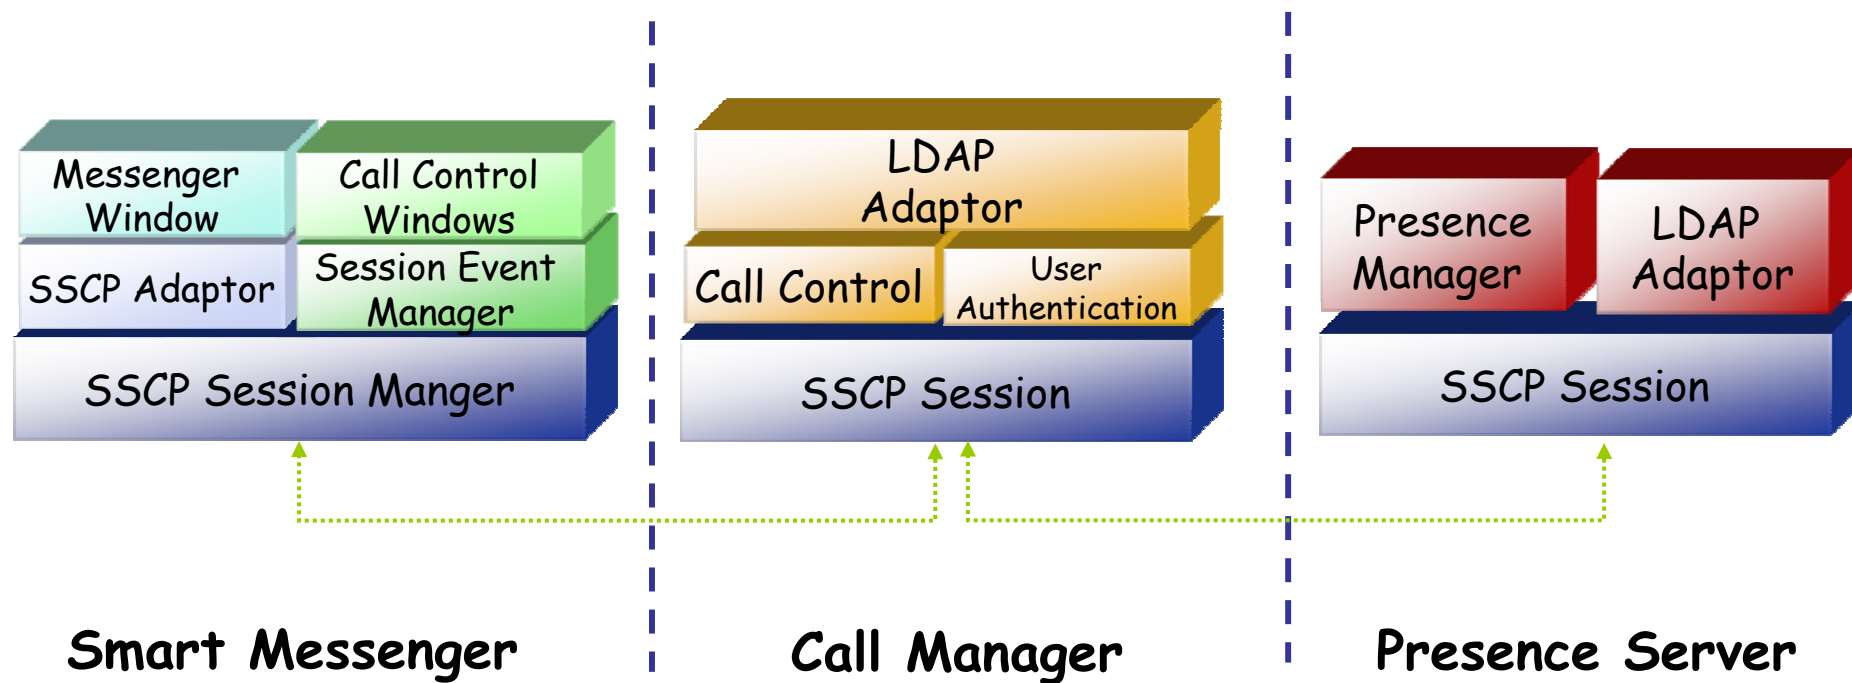 Messenger
Window
Call Control
Windows
SSCP Adaptor
Session Event
Manager
SSCP Session Manger
Smart Messenger
LDAP
Adaptor
Call Control
User
Authentication
SSCP Session
Call Manager
Presence
Manager
LDAP
Adaptor
SSCP Session
Presence Server